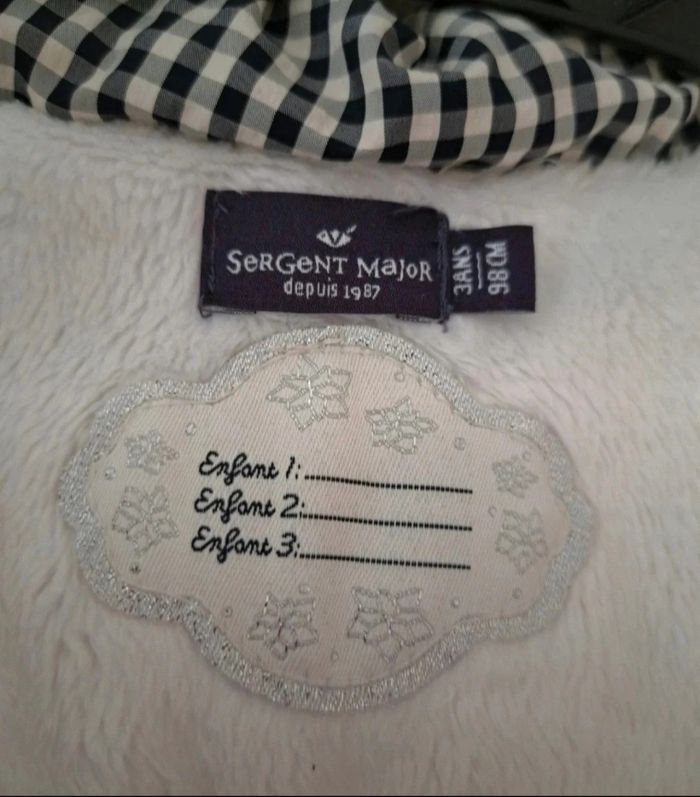 SeRGeNT MaJoR
depuis 1987
3ANS
98CM
Enfant 1:
Enfant 2:
Enfant 3: